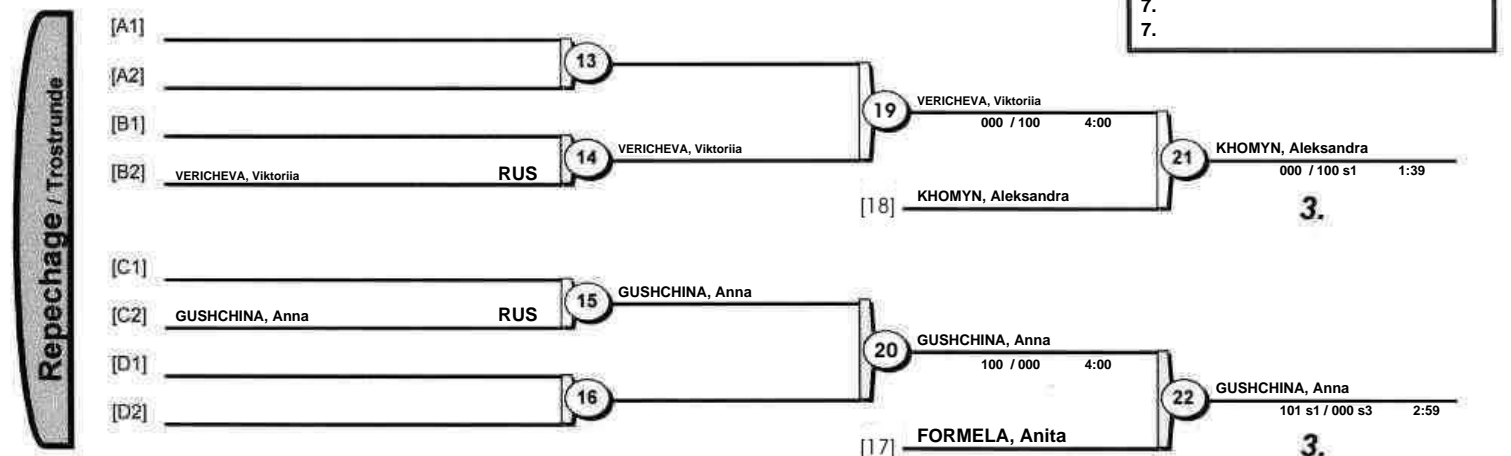 7.
7.
Repechage / Trostrunde
[A1]
13
[A2]
19
VERICHEVA, Viktoriia
000 / 100 4:00
[B1]
14
VERICHEVA, Viktoriia
[B2] VERICHEVA, Viktoriia RUS
21
KHOMYN, Aleksandra
000 / 100 s1 1:39
[18] KHOMYN, Aleksandra
3.
[C1]
15
GUSHCHINA, Anna
[C2] GUSHCHINA, Anna RUS
20
GUSHCHINA, Anna
100 / 000 4:00
[D1]
16
[D2]
22
GUSHCHINA, Anna
101 s1 / 000 s3 2:59
[17] FORMELA, Anita
3.